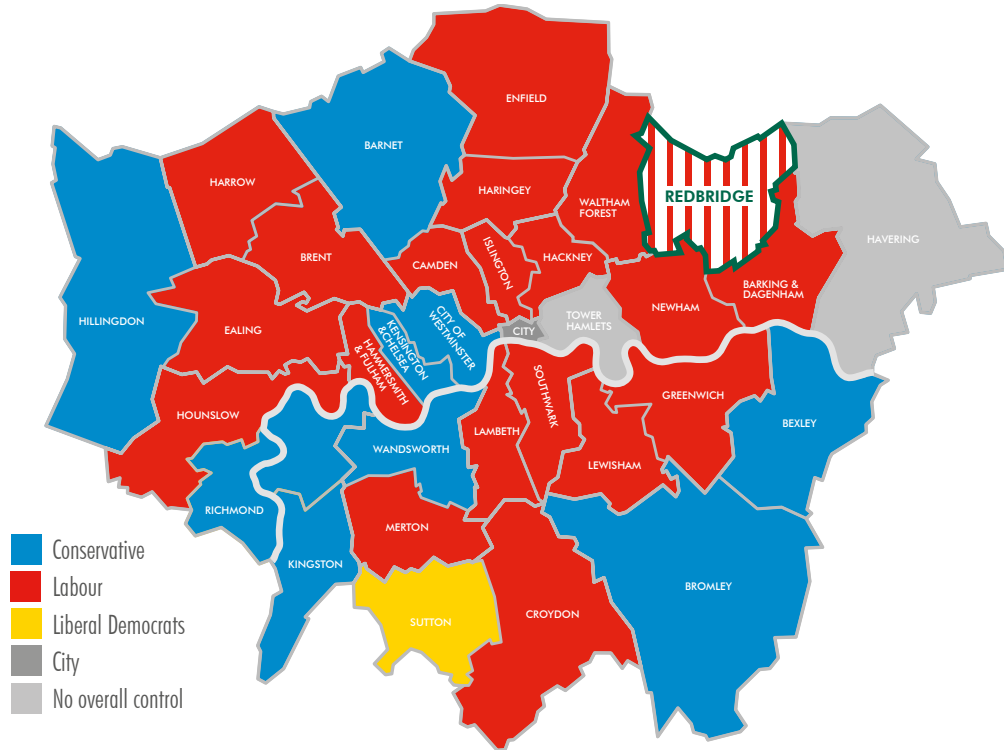 ENFIELD
BARNET
HARROW
HARINGEY
WALTHAM
FOREST
REDBRIDGE
HAVERING
BRENT
CAMDEN
ISLINGTON
HACKNEY
BARKING &
DAGENHAM
NEWHAM
HILLINGDON
EALING
HAMMERSMITH
& FULHAM
KENSINGTON
&CHELSEA
CITY OF
WESTMINSTER
CITY
TOWER
HAMLETS
HOUNSLOW
WANDSWORTH
LAMBETH
SOUTHWARK
GREENWICH
BEXLEY
LEWISHAM
RICHMOND
MERTON
KINGSTON
SUTTON
CROYDON
BROMLEY
Conservative
Labour
Liberal Democrats
City
No overall control